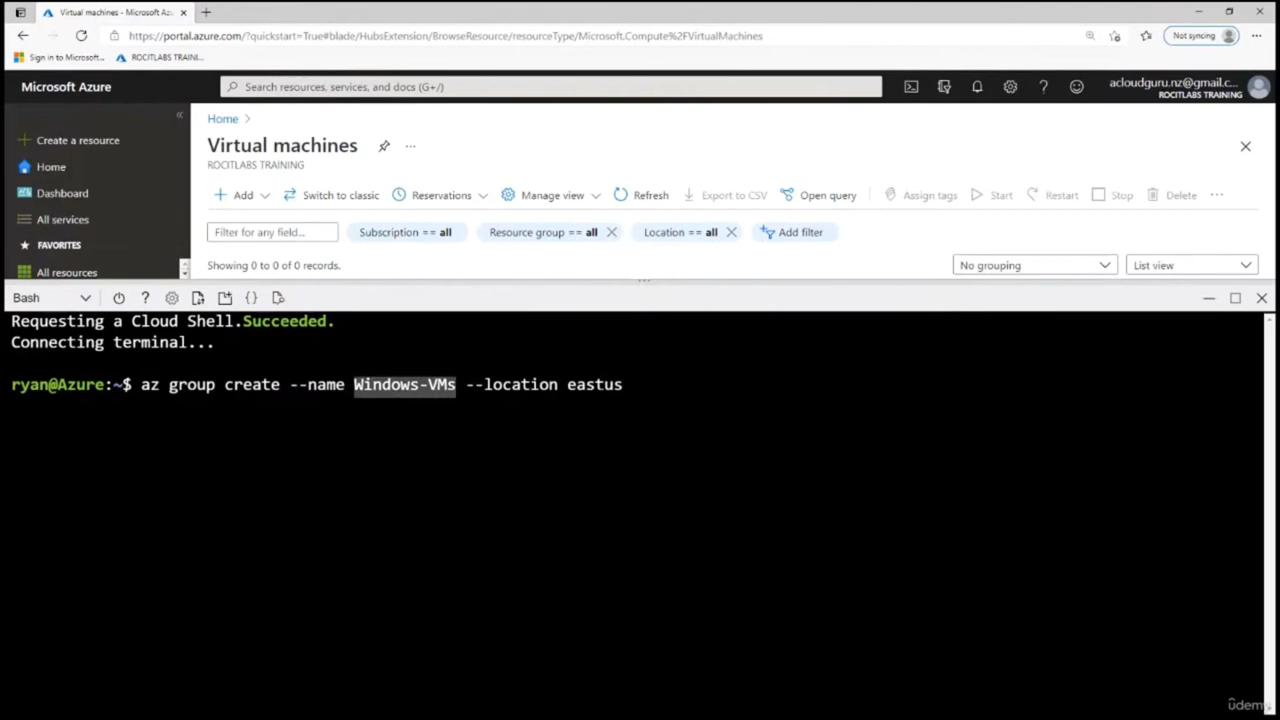 Virtual machines - Microsoft Az
https://portal.azure.com/?quickstart=True#blade/HubsExtension/BrowseResource/resourceType/Microsoft.Compute%2FVirtualMachines
Not syncing
Sign in to Microsoft...
ROCITLABS TRAINI...
Microsoft Azure
Search resources, services, and docs (G+/)
acloudguru.nz@gmail.c...
ROCITLABS TRAINING
Create a resource
Home
Dashboard
All services
FAVORITES
All resources
Home
Virtual machines
ROCITLABS TRAINING
Add
Switch to classic
Reservations
Manage view
Refresh
Export to CSV
Open query
Assign tags
Start
Restart
Stop
Delete
Filter for any field...
Subscription == all
Resource group == all
Location == all
Add filter
Showing 0 to 0 of 0 records.
No grouping
List view
Bash
Requesting a Cloud Shell.Succeeded.
Connecting terminal...
ryan@Azure:~$ az group create --name Windows-VMs --location eastus
ûdemy